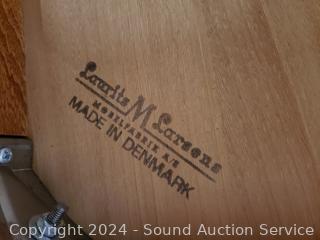 Laurits M Larsens
MØBELFABRIK A/S
MADE IN DENMARK
Copyright 2024 - Sound Auction Service